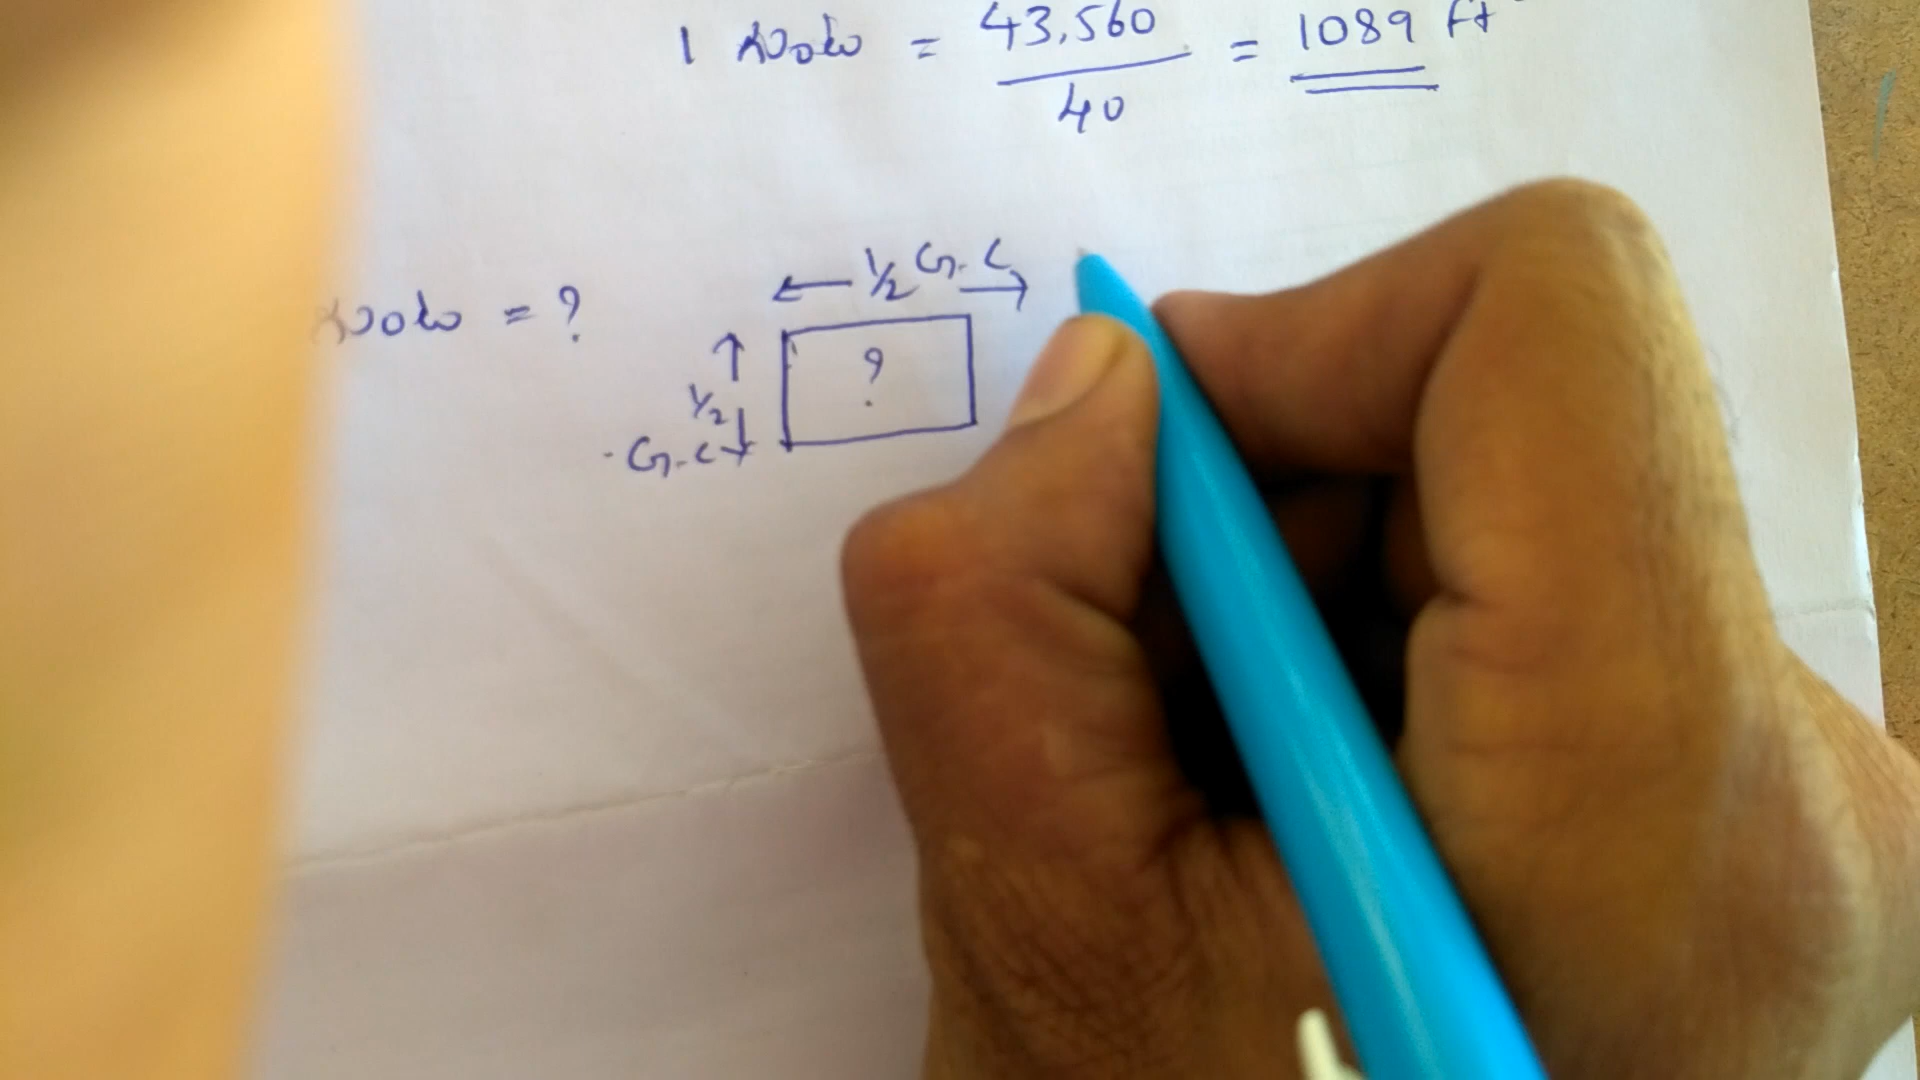 1 గుంట = 43,560 / 40 = 1089 Ft
గుంట = ?
1/2 G.C
?
1/2
G.C